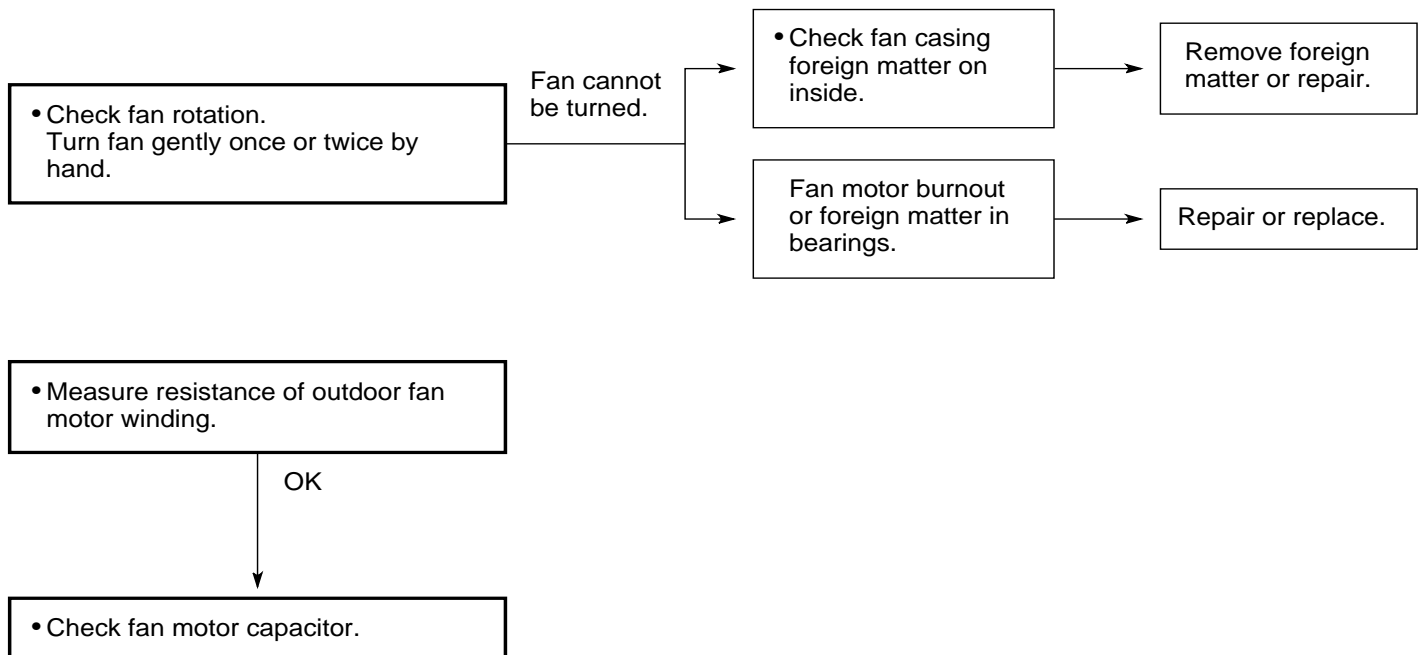 • Check fan rotation.
Turn fan gently once or twice by
hand.
Fan cannot
be turned.
• Check fan casing
foreign matter on
inside.
Remove foreign
matter or repair.
Fan motor burnout
or foreign matter in
bearings.
Repair or replace.
• Measure resistance of outdoor fan
motor winding.
OK
• Check fan motor capacitor.